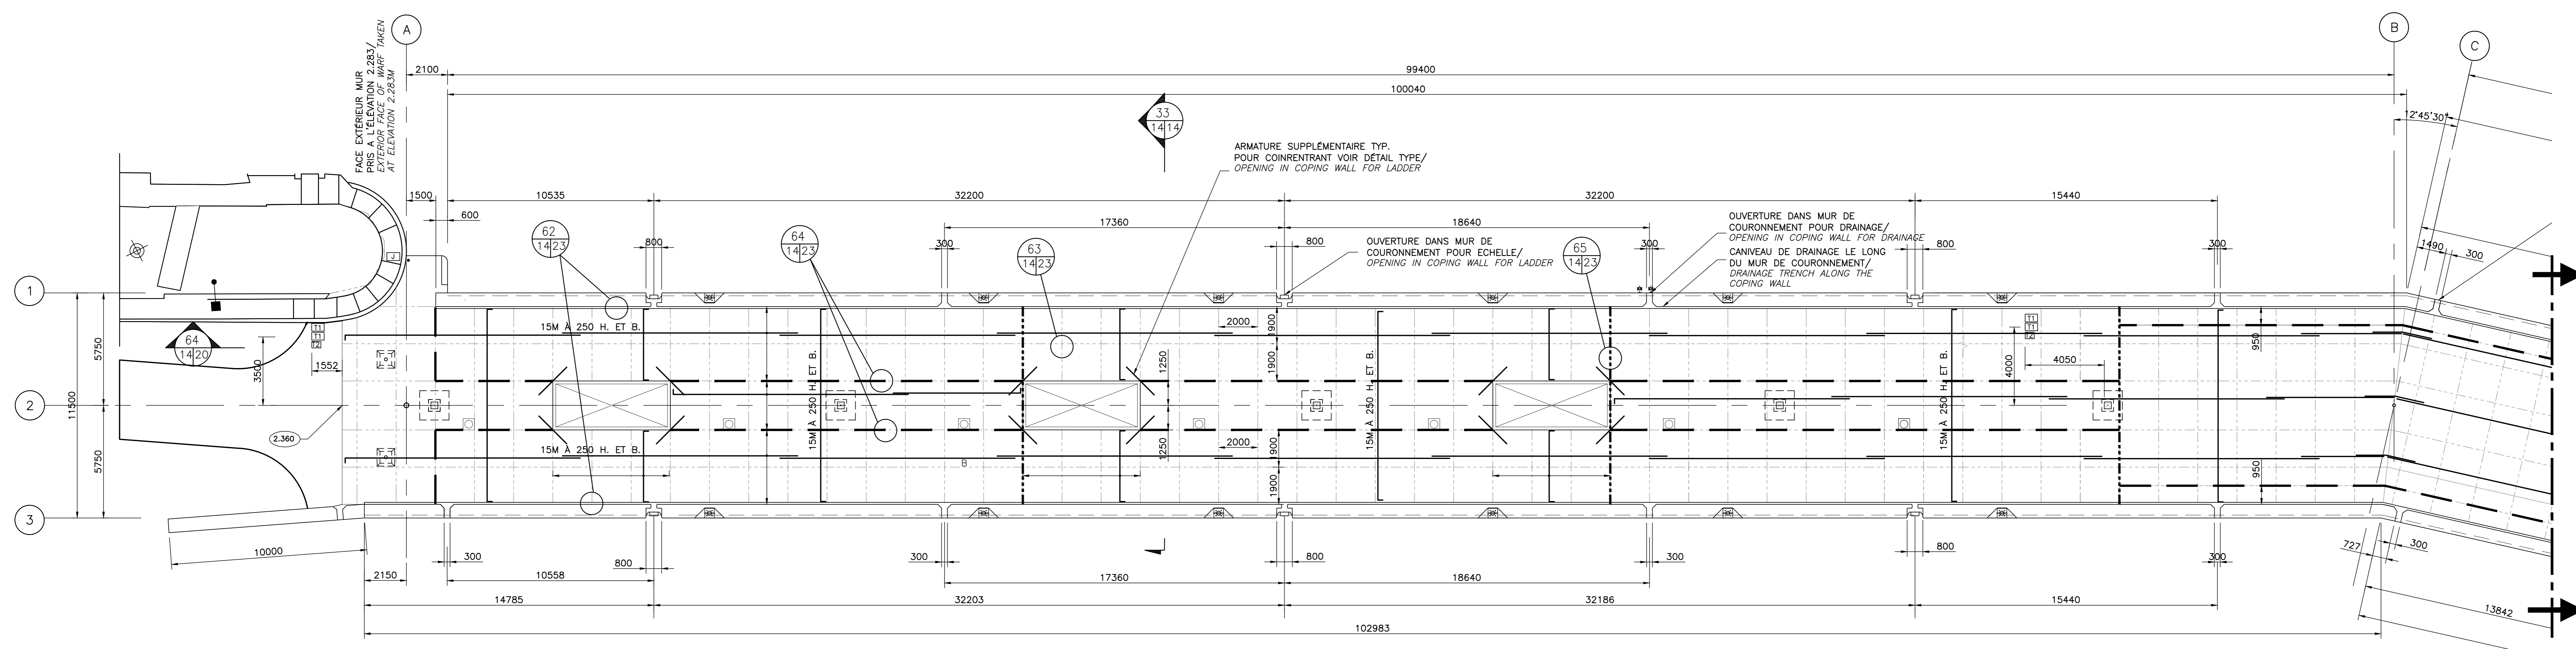 A
B
C
2100
99400
100040
12°45'30"
FACE EXTÉRIEUR MUR
PRIS A L'ÉLÉVATION 2.283/
EXTERIOR FACE OF WARF TAKEN
AT ELEVATION 2.283M
33
14 14
ARMATURE SUPPLÉMENTAIRE TYP.
POUR COINRENTRANT VOIR DÉTAIL TYPE/
OPENING IN COPING WALL FOR LADDER
1500
10535
32200
32200
15440
600
17360
18640
OUVERTURE DANS MUR DE
COURONNEMENT POUR DRAINAGE/
OPENING IN COPING WALL FOR DRAINAGE
CANIVEAU DE DRAINAGE LE LONG
DU MUR DE COURONNEMENT/
DRAINAGE TRENCH ALONG THE
COPING WALL
62
14 23
64
14 23
63
14 23
65
14 23
800
300
800
OUVERTURE DANS MUR DE
COURONNEMENT POUR ECHELLE/
OPENING IN COPING WALL FOR LADDER
300
800
300
1490
300
J
1
T1
T1
T2
15M À 250 H. ET B.
2000
1900
T1
T1
T2
950
64
14 20
5750
3500
1552
15M À 250 H. ET B.
1250
1900
15M À 250 H. ET B.
15M À 250 H. ET B.
4000
4050
2
11500
2.360
5750
15M À 250 H. ET B.
2000
1250
1900
1900
950
3
10000
300
800
300
800
300
800
300
727
300
2150
10558
17360
18640
14785
32203
32186
15440
13842
102983